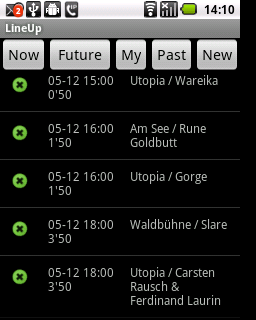 2
14:10
LineUp
Now Future My Past New
05-12 15:00 Utopia / Wareika
0'50
05-12 16:00 Am See / Rune
1'50 Goldbutt
05-12 16:00 Utopia / Gorge
1'50
05-12 18:00 Waldbühne / Slare
3'50
05-12 18:00 Utopia / Carsten
3'50 Rausch &
Ferdinand Laurin